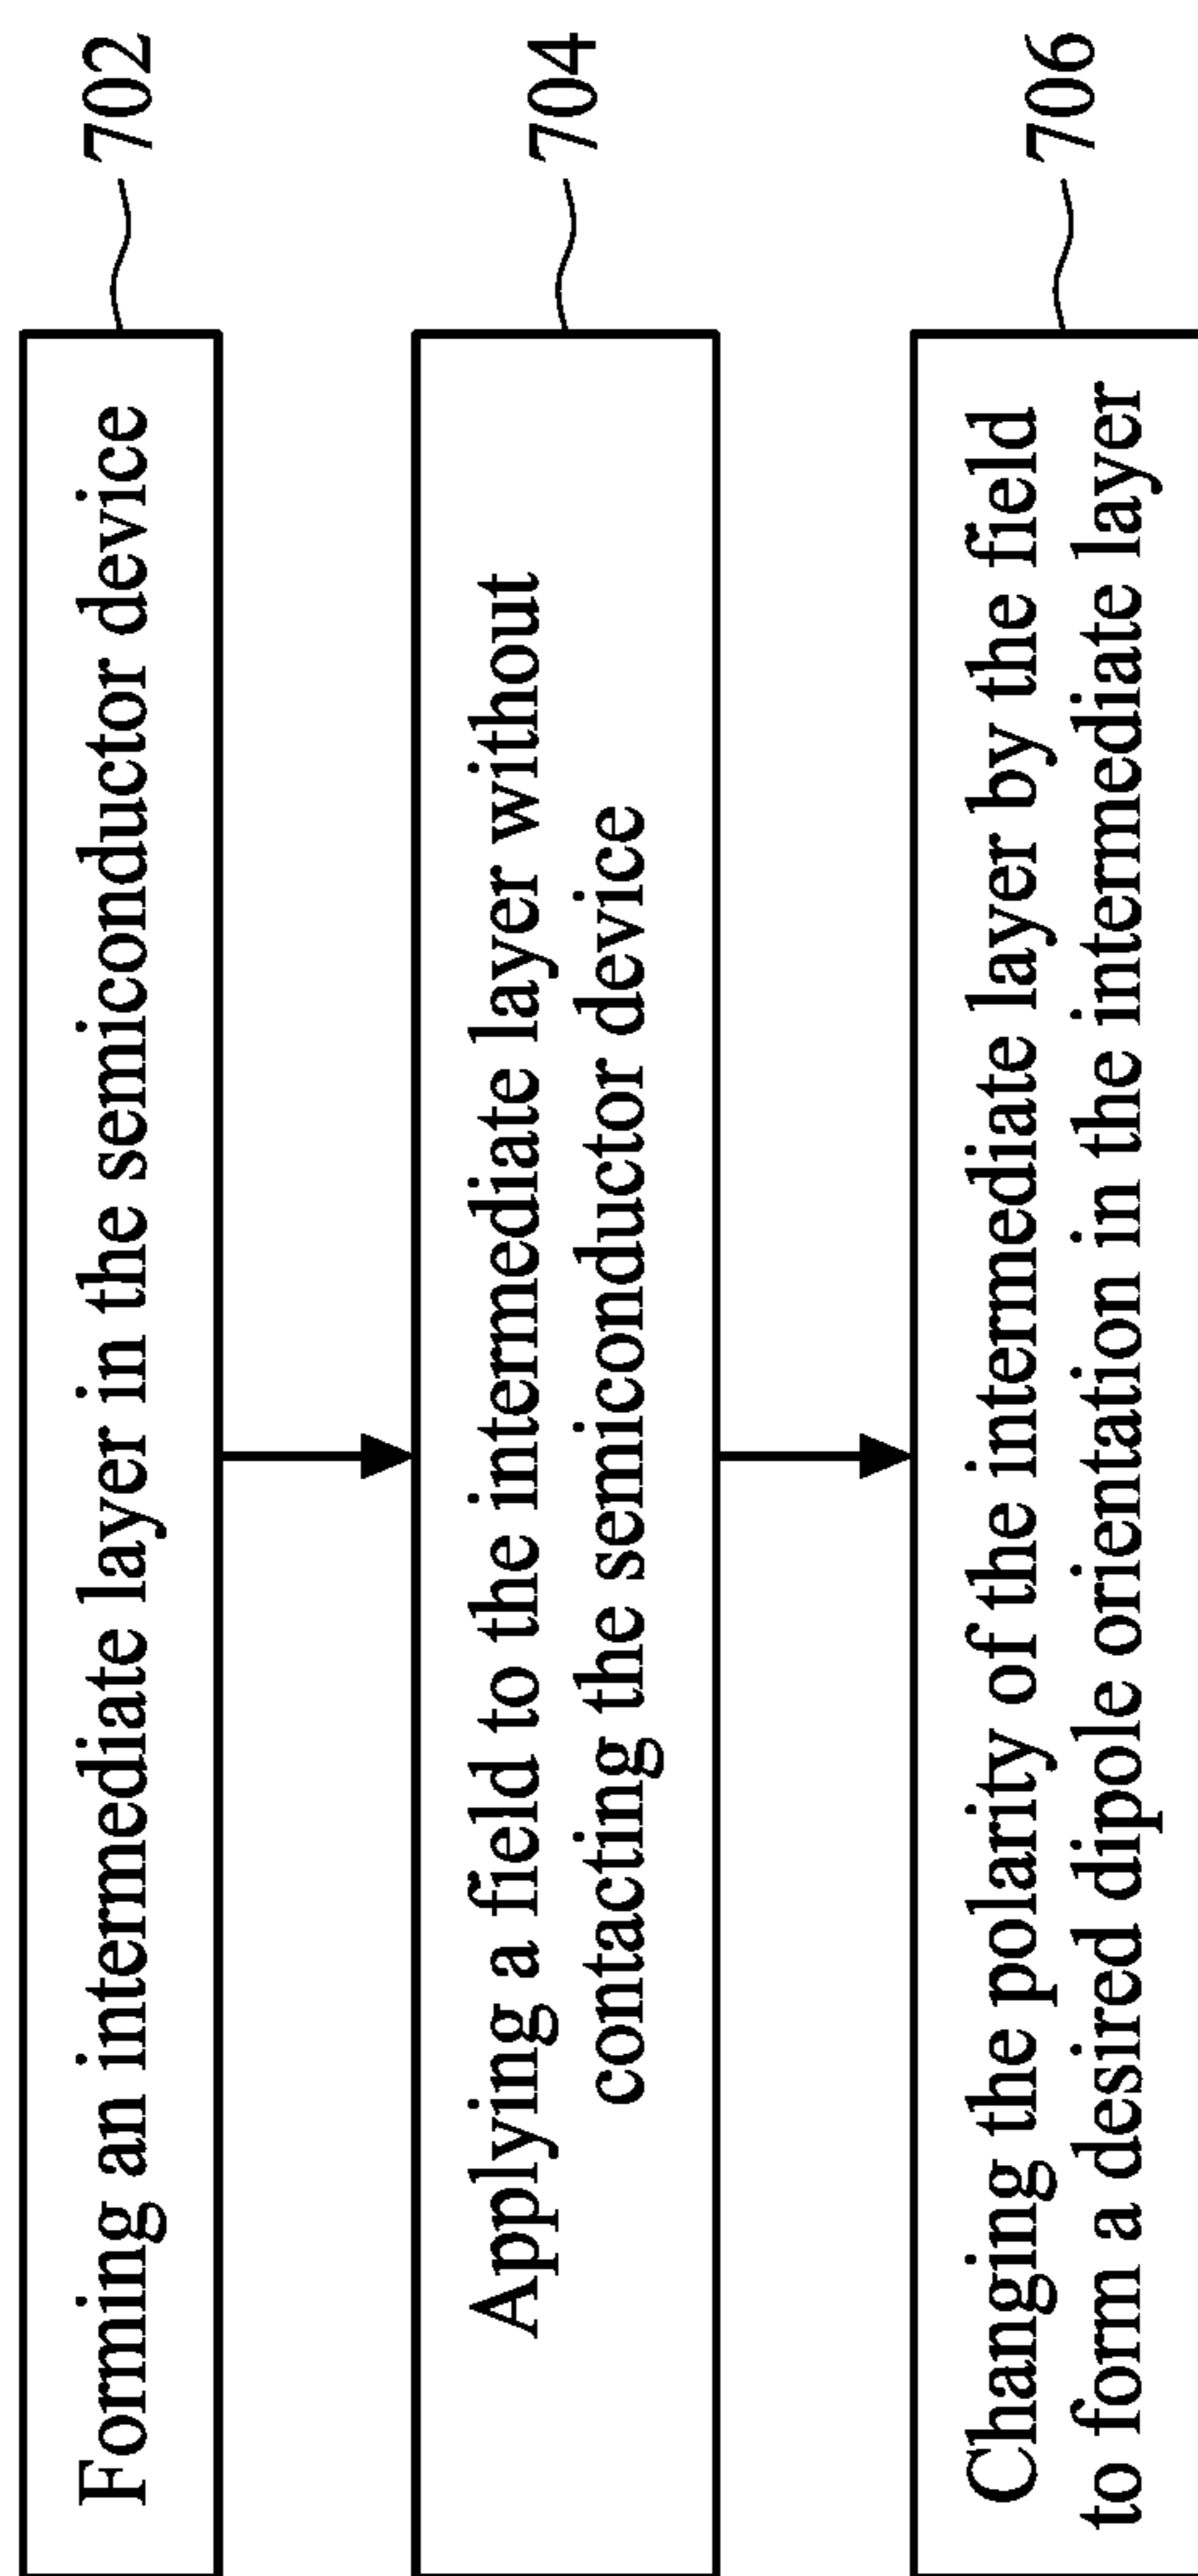 Forming an intermediate layer in the semiconductor device
702
Applying a field to the intermediate layer without
contacting the semiconductor device
704
Changing the polarity of the intermediate layer by the field
to form a desired dipole orientation in the intermediate layer
706